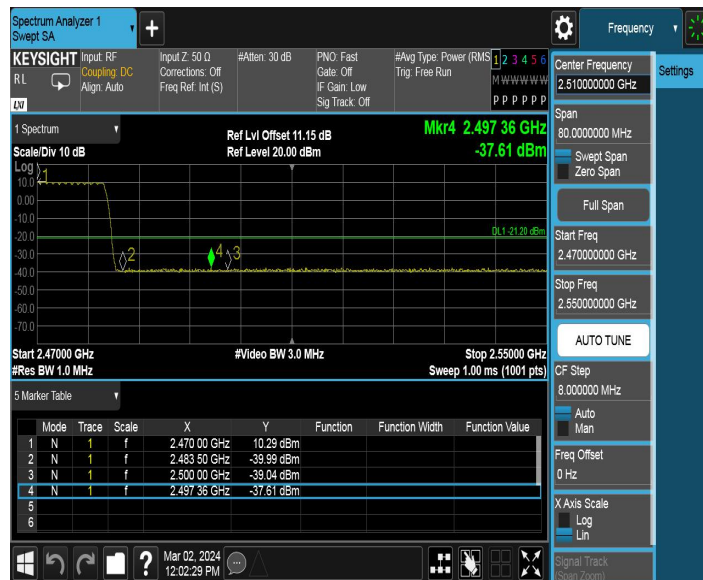 Spectrum Analyzer 1
Swept SA
+
Frequency
KEYSIGHT
RL
LXI
Input: RF
Coupling: DC
Align: Auto
Input Z: 50 Ω
Corrections: Off
Freq Ref: Int (S)
#Atten: 30 dB
PNO: Fast
Gate: Off
IF Gain: Low
Sig Track: Off
#Avg Type: Power (RMS
Trig: Free Run
1 2 3 4 5 6
M W W W W W
P P P P P P
Center Frequency
2.510000000 GHz
Settings
Span
80.0000000 MHz
Swept Span
Zero Span
Full Span
Start Freq
2.470000000 GHz
Stop Freq
2.550000000 GHz
AUTO TUNE
CF Step
8.000000 MHz
Auto
Man
Freq Offset
0 Hz
X Axis Scale
Log
Lin
Signal Track
(Span Zoom)
1 Spectrum
Scale/Div 10 dB
Ref Lvl Offset 11.15 dB
Ref Level 20.00 dBm
Mkr4 2.497 36 GHz
-37.61 dBm
Log
10.0
0.00
-10.0
-20.0
-30.0
-40.0
-50.0
-60.0
-70.0
1
2
4
3
DL1 -21.20 dBm
Start 2.47000 GHz
#Res BW 1.0 MHz
#Video BW 3.0 MHz
Stop 2.55000 GHz
Sweep 1.00 ms (1001 pts)
5 Marker Table
Mode Trace Scale X Y Function Function Width Function Value
1 N 1 f 2.470 00 GHz 10.29 dBm
2 N 1 f 2.483 50 GHz -39.99 dBm
3 N 1 f 2.500 00 GHz -39.04 dBm
4 N 1 f 2.497 36 GHz -37.61 dBm
5
6
?
Mar 02, 2024
12:02:29 PM